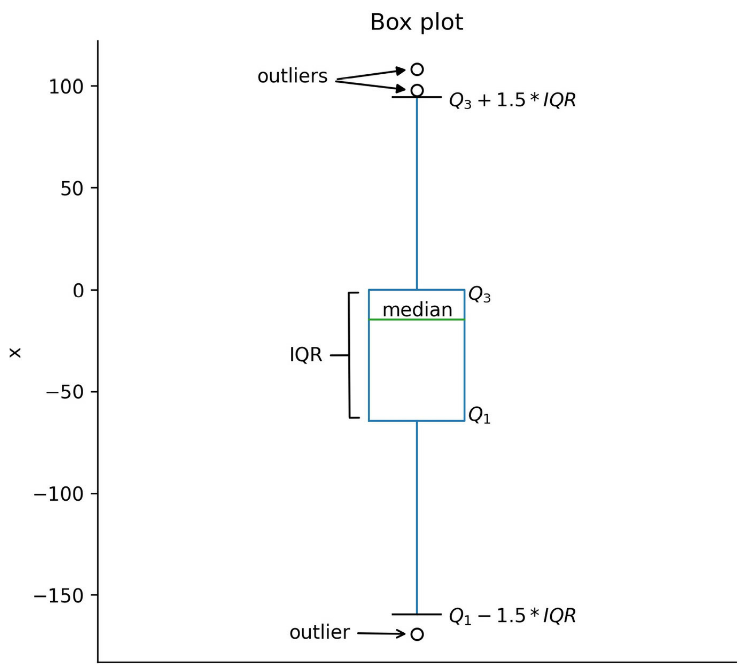 Box plot
outliers
100
Q₃ + 1.5 * IQR
50
0
Q₃
median
x
IQR
−50
Q₁
−100
−150
Q₁ − 1.5 * IQR
outlier